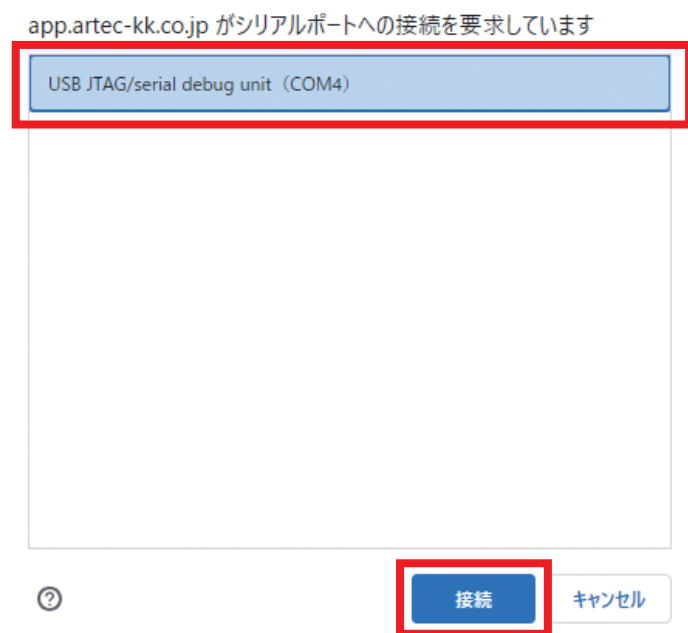 app.artec-kk.co.jp がシリアルポートへの接続を要求しています
USB JTAG/serial debug unit（COM4）
?
接続
キャンセル